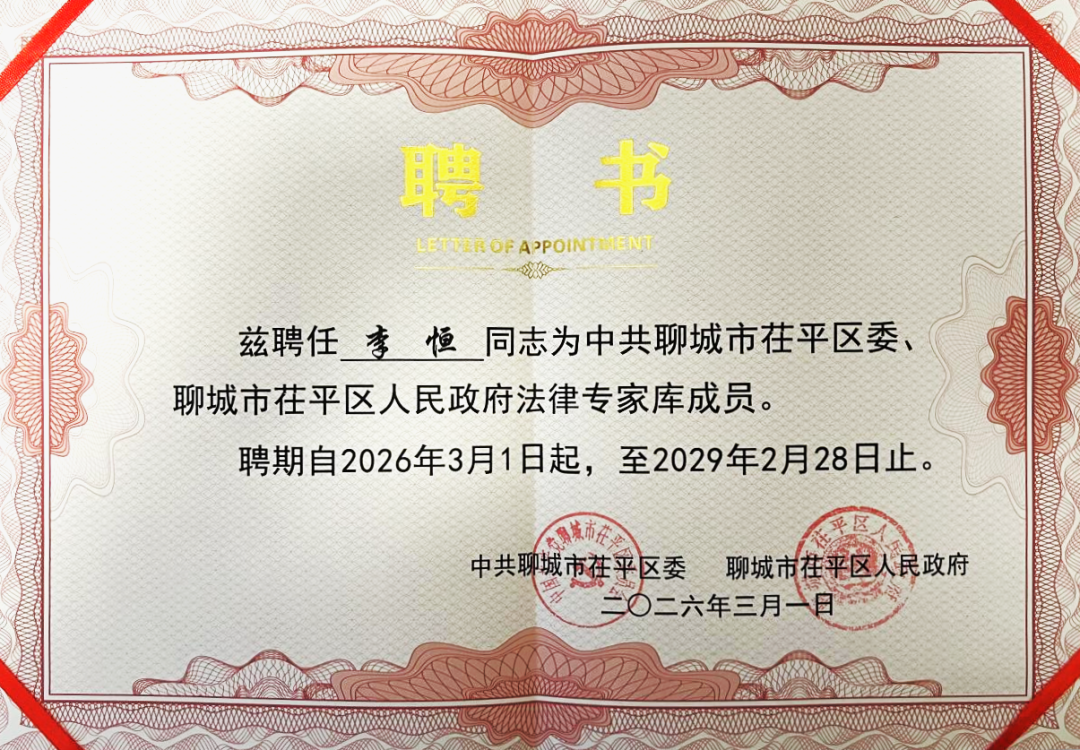 聘 书
LETTER OF APPOINTMENT
兹聘任 李 恒 同志为中共聊城市茌平区委、
聊城市茌平区人民政府法律专家库成员。
聘期自2026年3月1日起，至2029年2月28日止。
中共聊城市茌平区委 聊城市茌平区人民政府
二〇二六年三月一日